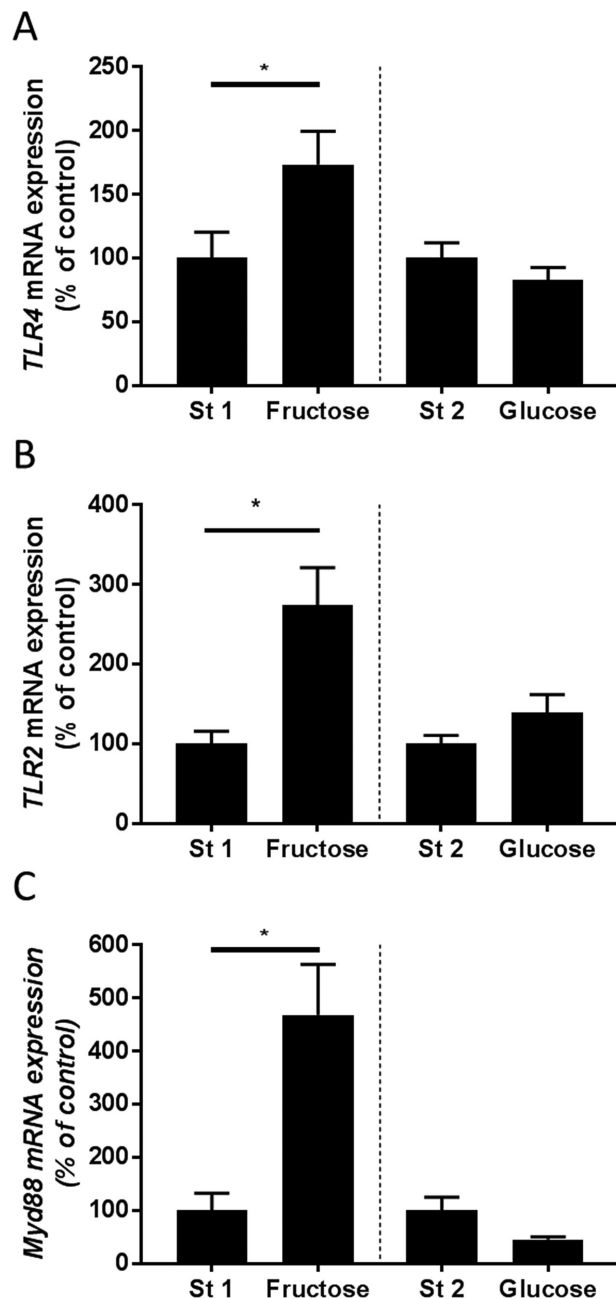 A
TLR4 mRNA expression
(% of control)
250
200
150
100
50
0
*
St 1 Fructose St 2 Glucose
B
TLR2 mRNA expression
(% of control)
400
300
200
100
0
*
St 1 Fructose St 2 Glucose
C
Myd88 mRNA expression
(% of control)
600
500
400
300
200
100
0
*
St 1 Fructose St 2 Glucose